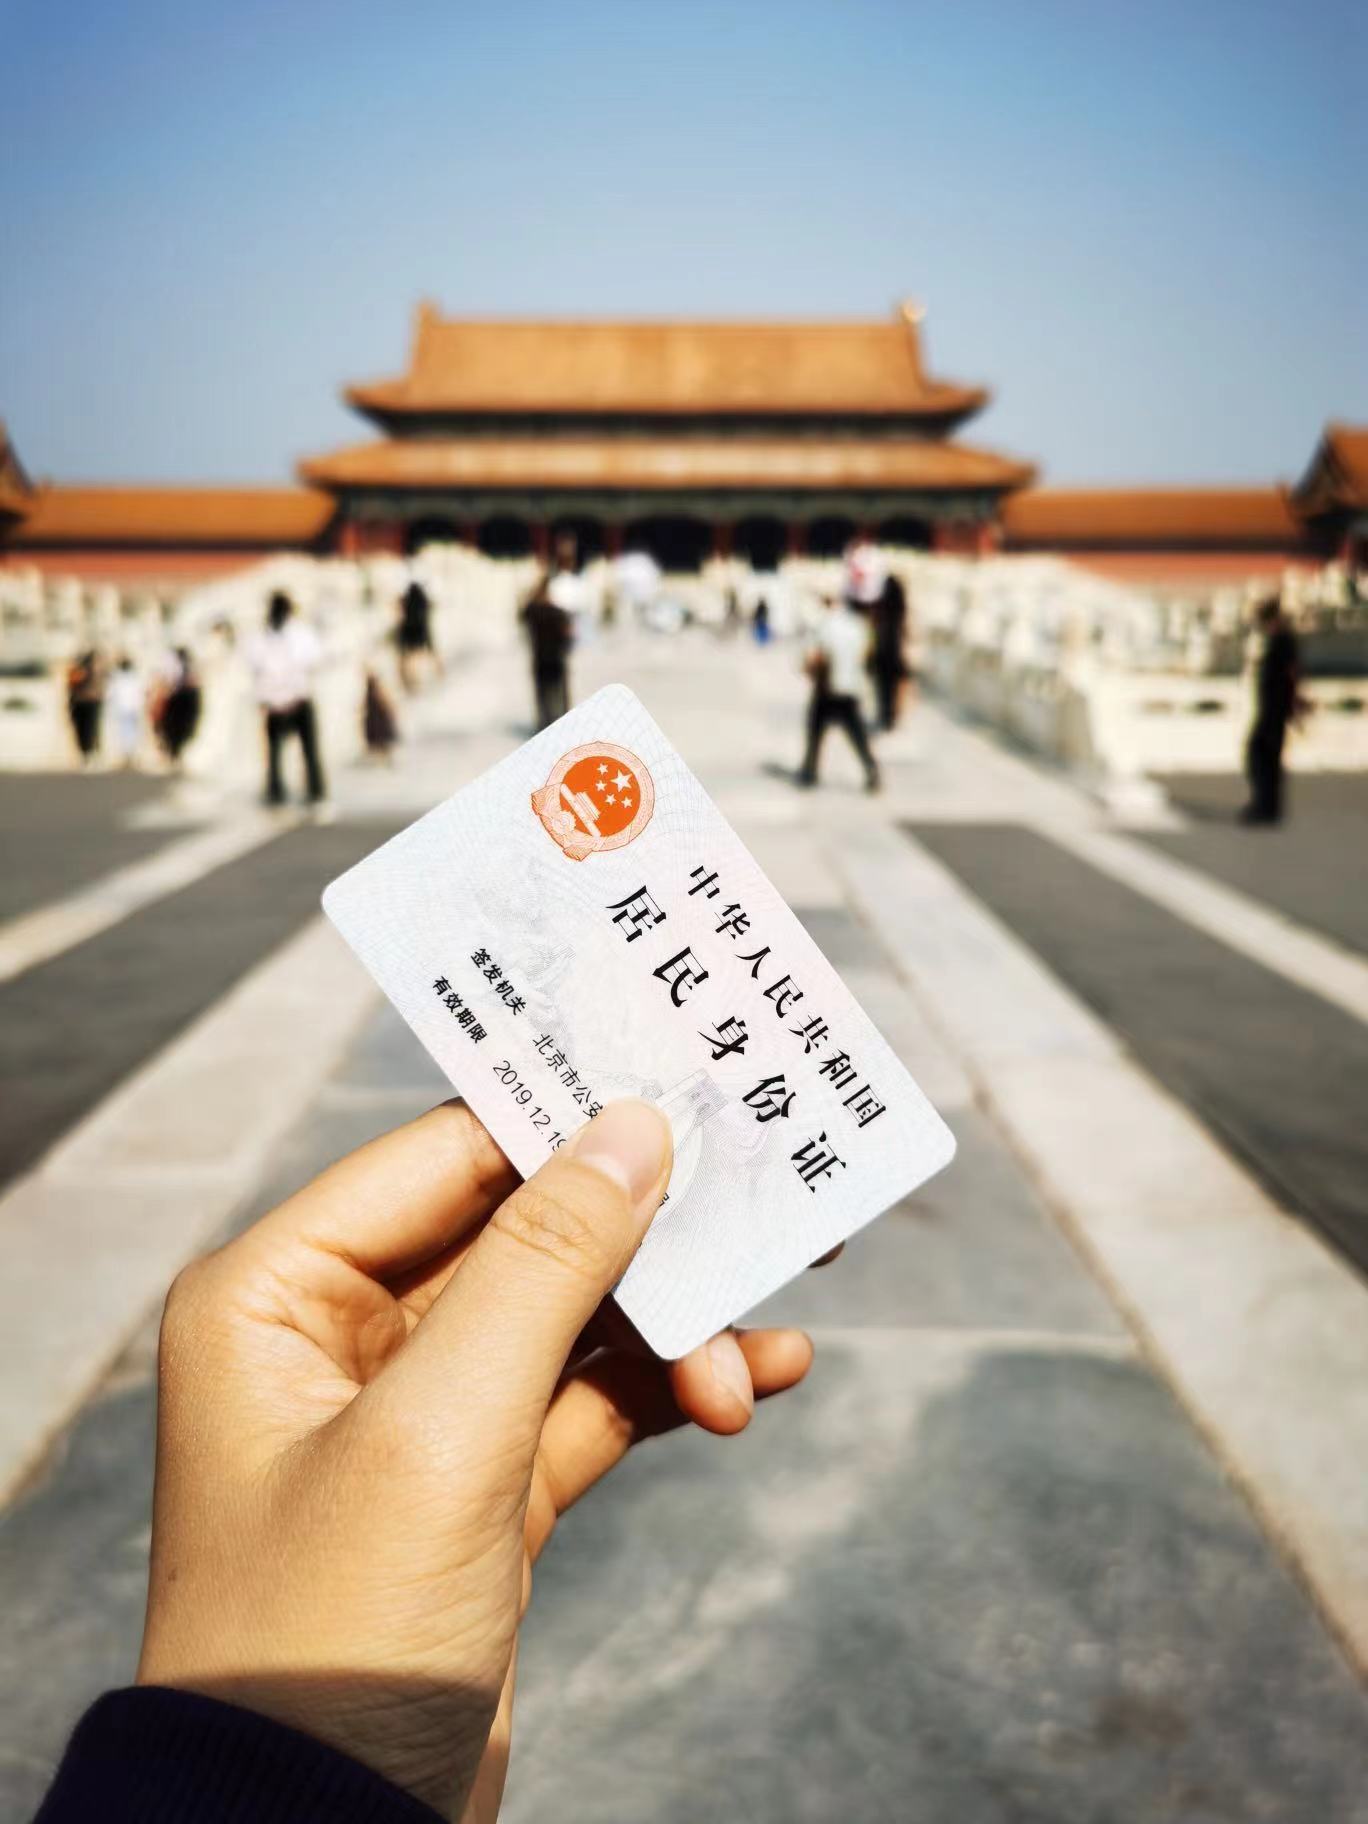 中华人民共和国
居民身份证
签发机关 北京市公安
有效期限 2019.12.19